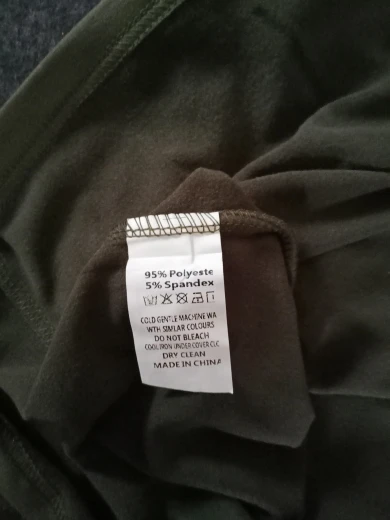 95% Polyeste
5% Spandex
COLD GENTLE MACHINE WA
WTH SIMILAR COLOURS
DO NOT BLEACH
COOL IRON UNDER COVER CLC
DRY CLEAN
MADE IN CHINA